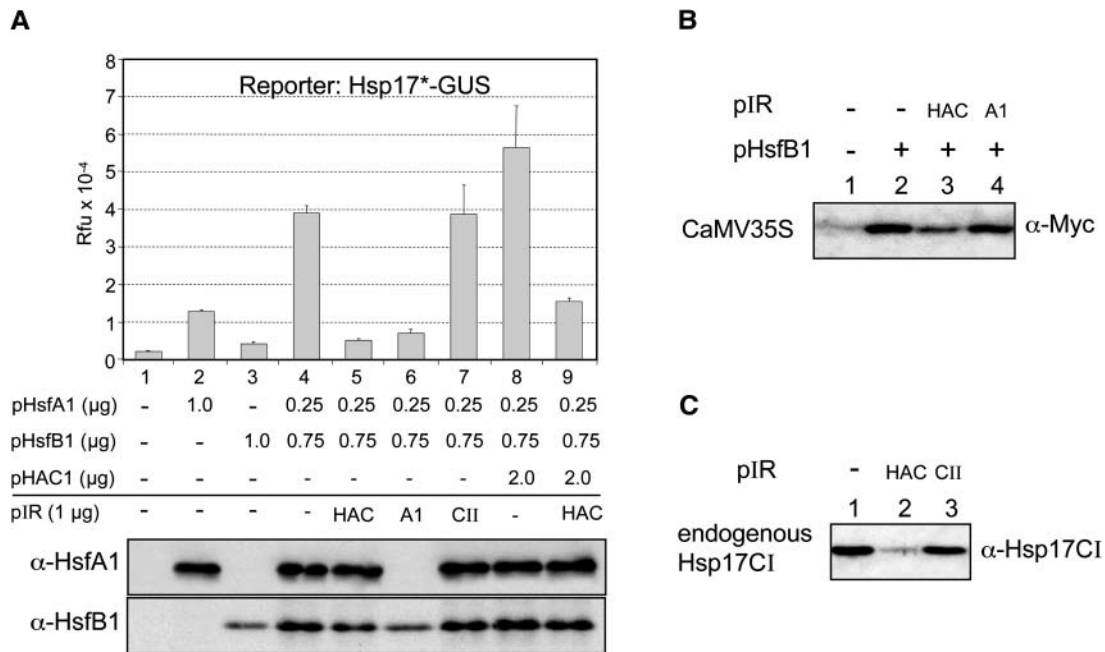 A
Reporter: Hsp17*-GUS
Rfu x 10-4
8
7
6
5
4
3
2
1
0
1 2 3 4 5 6 7 8 9
pHsfA1 (µg) - 1.0 - 0.25 0.25 0.25 0.25 0.25 0.25
pHsfB1 (µg) - - 1.0 0.75 0.75 0.75 0.75 0.75 0.75
pHAC1 (µg) - - - - - - - 2.0 2.0
pIR (1 µg) - - - - HAC A1 CII - HAC
α-HsfA1
α-HsfB1
B
pIR - - HAC A1
pHsfB1 - + + +
1 2 3 4
CaMV35S α-Myc
C
pIR - HAC CII
1 2 3
endogenous
Hsp17CI α-Hsp17CI